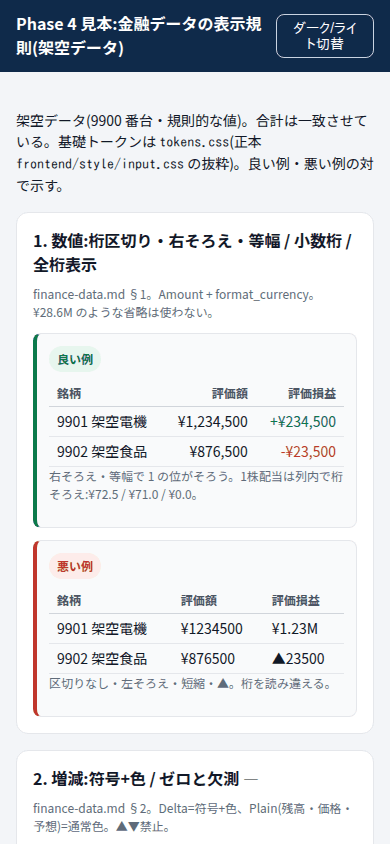 Phase 4 見本:金融データの表示規
則(架空データ)
ダーク/ライ
ト切替
架空データ(9900 番台・規則的な値)。合計は一致させて
いる。基礎トークンは tokens.css(正本
frontend/style/input.css の抜粋)。良い例・悪い例の対
で示す。
1. 数値:桁区切り・右そろえ・等幅 / 小数桁 /
全桁表示
finance-data.md §1。Amount + format_currency。
¥28.6M のような省略は使わない。
良い例
銘柄 評価額 評価損益
9901 架空電機 ¥1,234,500 +¥234,500
9902 架空食品 ¥876,500 -¥23,500
右そろえ・等幅で 1 の位がそろう。1株配当は列内で桁
そろえ:¥72.5 / ¥71.0 / ¥0.0。
悪い例
銘柄 評価額 評価損益
9901 架空電機 ¥1234500 ¥1.23M
9902 架空食品 ¥876500 ▲23500
区切りなし・左そろえ・短縮・▲。桁を読み違える。
2. 増減:符号+色 / ゼロと欠測 —
finance-data.md §2。Delta=符号+色、Plain(残高・価格・
予想)=通常色。▲▼禁止。